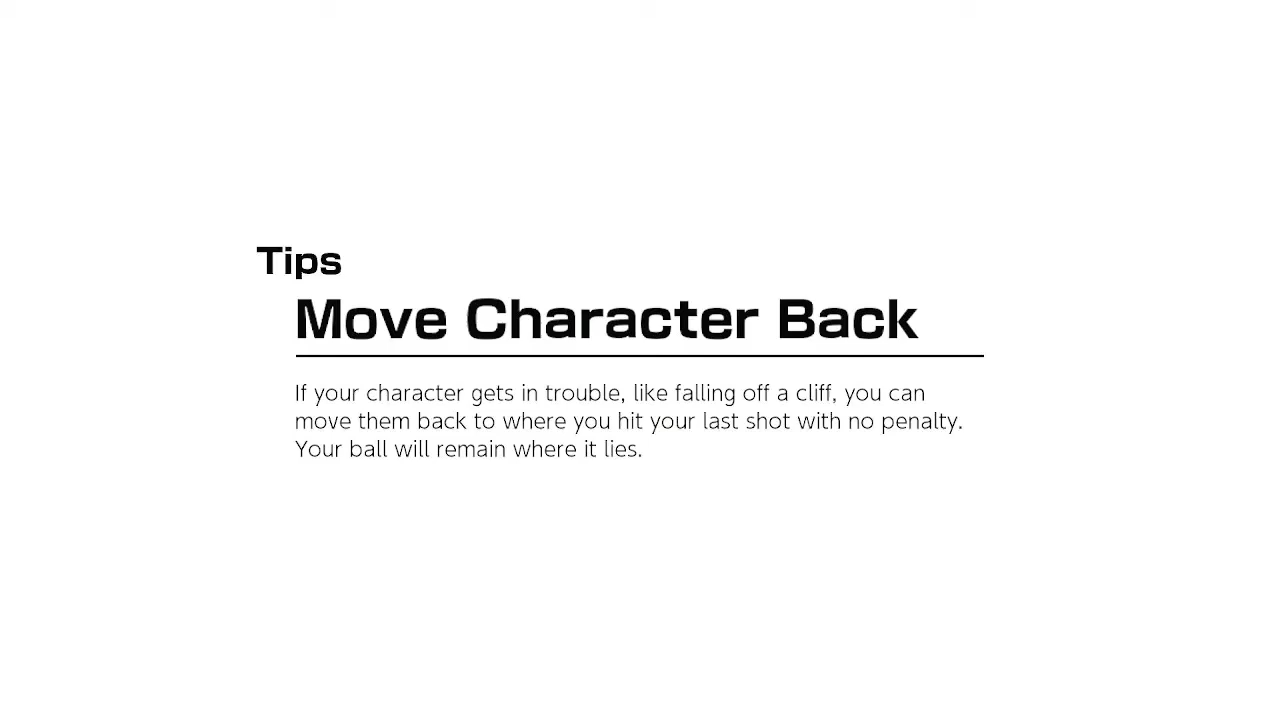 Tips
Move Character Back
If your character gets in trouble, like falling off a cliff, you can
move them back to where you hit your last shot with no penalty.
Your ball will remain where it lies.